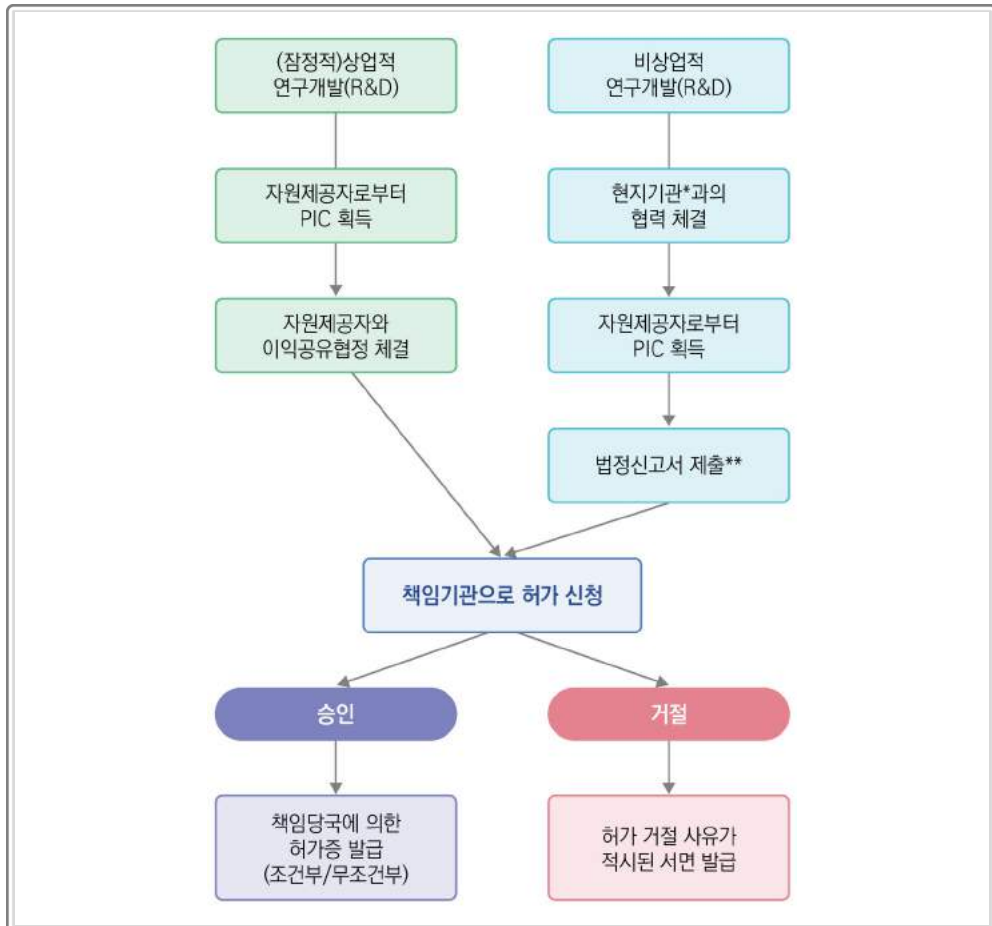 (잠정적)상업적
연구개발(R&D)
비상업적
연구개발(R&D)
자원제공자로부터
PIC 획득
현지기관*과의
협력 체결
자원제공자와
이익공유협정 체결
자원제공자로부터
PIC 획득
법정신고서 제출**
책임기관으로 허가 신청
승인
거절
책임당국에 의한
허가증 발급
(조건부/무조건부)
허가 거절 사유가
적시된 서면 발급